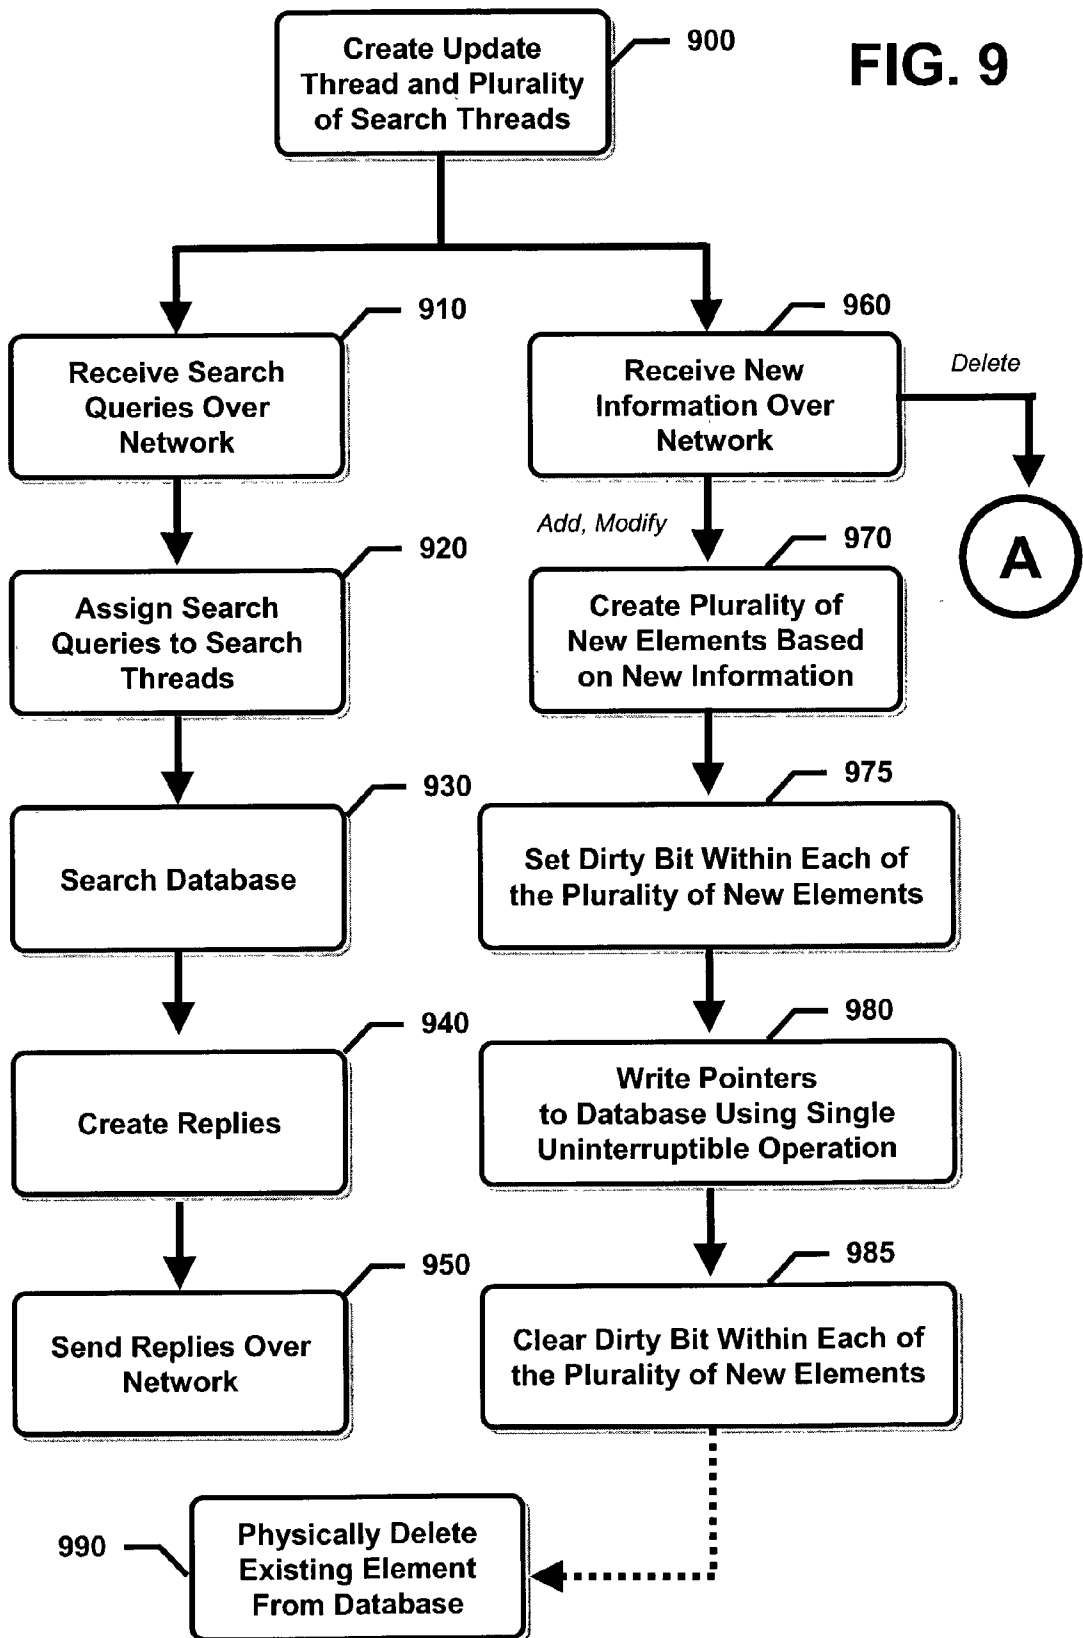 FIG. 9
Create Update
Thread and Plurality
of Search Threads
900
910
Receive Search
Queries Over
Network
920
Assign Search
Queries to Search
Threads
930
Search Database
940
Create Replies
950
Send Replies Over
Network
960
Receive New
Information Over
Network
Delete
A
Add, Modify
970
Create Plurality of
New Elements Based
on New Information
975
Set Dirty Bit Within Each of
the Plurality of New Elements
980
Write Pointers
to Database Using Single
Uninterruptible Operation
985
Clear Dirty Bit Within Each of
the Plurality of New Elements
990
Physically Delete
Existing Element
From Database